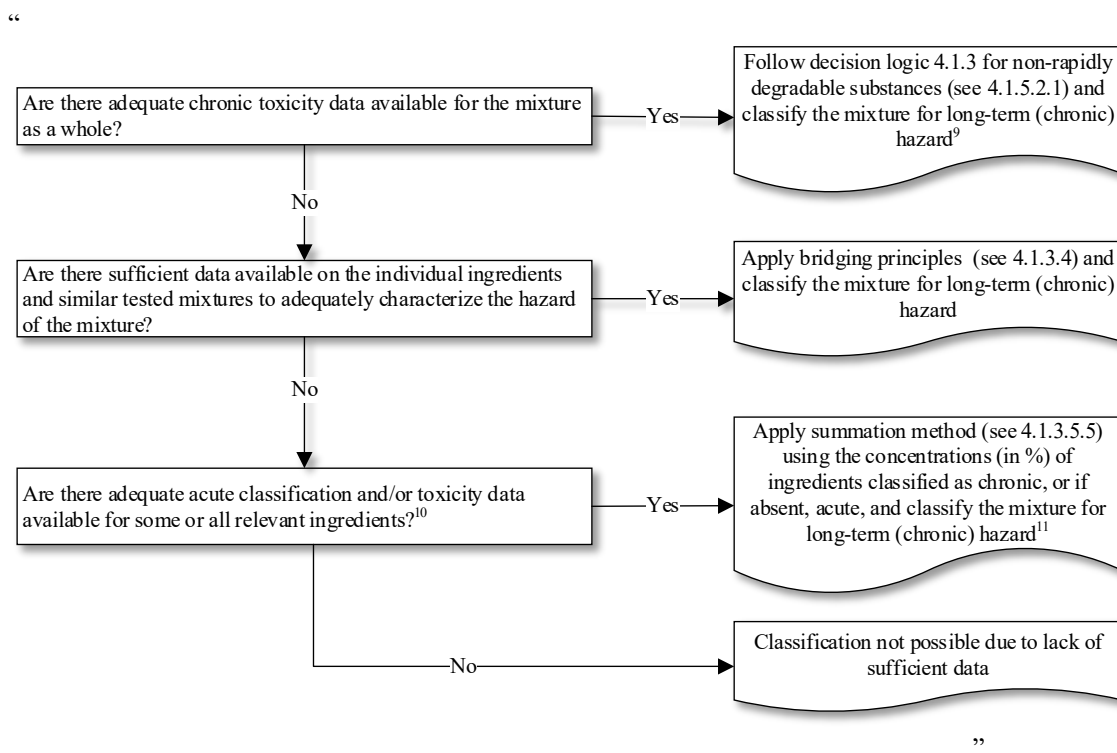 “
Are there adequate chronic toxicity data available for the mixture
as a whole?
Yes
Follow decision logic 4.1.3 for non-rapidly
degradable substances (see 4.1.5.2.1) and
classify the mixture for long-term (chronic)
hazard⁹
No
Are there sufficient data available on the individual ingredients
and similar tested mixtures to adequately characterize the hazard
of the mixture?
Yes
Apply bridging principles  (see 4.1.3.4) and
classify the mixture for long-term (chronic)
hazard
No
Are there adequate acute classification and/or toxicity data
available for some or all relevant ingredients?¹⁰
Yes
Apply summation method (see 4.1.3.5.5)
using the concentrations (in %) of
ingredients classified as chronic, or if
absent, acute, and classify the mixture for
long-term (chronic) hazard¹¹
No
Classification not possible due to lack of
sufficient data
”